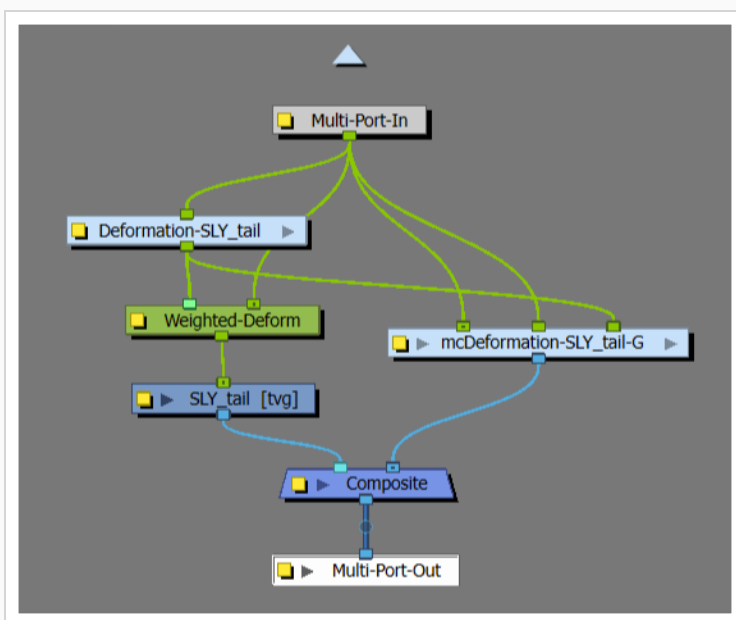 Multi-Port-In
Deformation-SLY_tail
Weighted-Deform
mcDeformation-SLY_tail-G
SLY_tail [tvg]
Composite
Multi-Port-Out